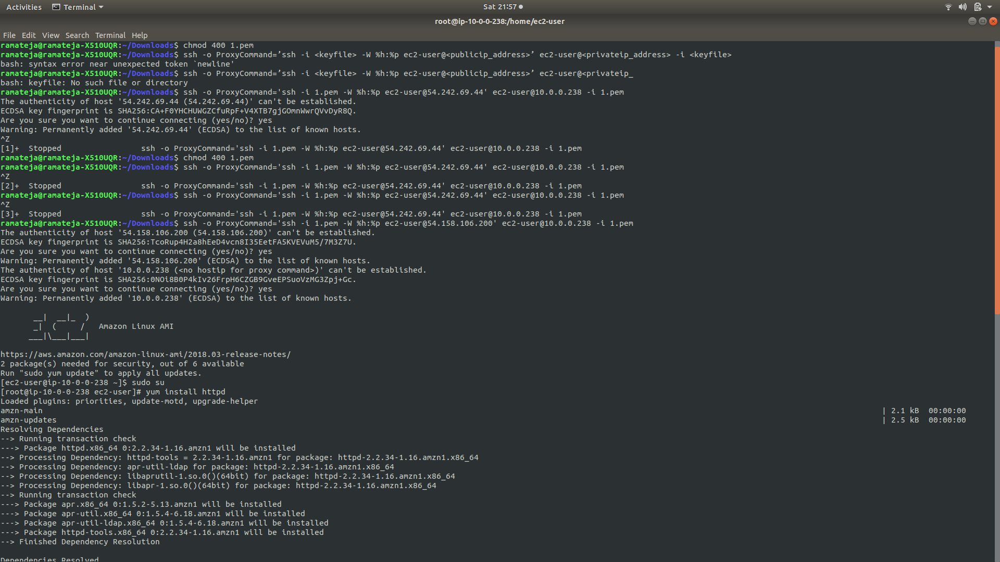 Activities Terminal Sat 21:57
root@ip-10-0-0-238:/home/ec2-user
File Edit View Search Terminal Help
ramateja@ramateja-X510UQR:~/Downloads$ chmod 400 1.pem
ramateja@ramateja-X510UQR:~/Downloads$ ssh -o ProxyCommand=’ssh -i <keyfile> -W %h:%p ec2-user@<publicip_address>’ ec2-user@<privateip_address> -i <keyfile>
bash: syntax error near unexpected token `newline'
ramateja@ramateja-X510UQR:~/Downloads$ ssh -o ProxyCommand=’ssh -i <keyfile> -W %h:%p ec2-user@<publicip_address>’ ec2-user@<privateip_
bash: keyfile: No such file or directory
ramateja@ramateja-X510UQR:~/Downloads$ ssh -o ProxyCommand='ssh -i 1.pem -W %h:%p ec2-user@54.242.69.44' ec2-user@10.0.0.238 -i 1.pem
The authenticity of host '54.242.69.44 (54.242.69.44)' can't be established.
ECDSA key fingerprint is SHA256:CA+F0YHCHUWGZCfuRpF+V4XTB7gjGOmnWwrQVvDyR8Q.
Are you sure you want to continue connecting (yes/no)? yes
Warning: Permanently added '54.242.69.44' (ECDSA) to the list of known hosts.
^Z
[1]+  Stopped                 ssh -o ProxyCommand='ssh -i 1.pem -W %h:%p ec2-user@54.242.69.44' ec2-user@10.0.0.238 -i 1.pem
ramateja@ramateja-X510UQR:~/Downloads$ chmod 400 1.pem
ramateja@ramateja-X510UQR:~/Downloads$ ssh -o ProxyCommand='ssh -i 1.pem -W %h:%p ec2-user@54.242.69.44' ec2-user@10.0.0.238 -i 1.pem
^Z
[2]+  Stopped                 ssh -o ProxyCommand='ssh -i 1.pem -W %h:%p ec2-user@54.242.69.44' ec2-user@10.0.0.238 -i 1.pem
ramateja@ramateja-X510UQR:~/Downloads$ ssh -o ProxyCommand='ssh -i 1.pem -W %h:%p ec2-user@54.242.69.44' ec2-user@10.0.0.238 -i 1.pem
^Z
[3]+  Stopped                 ssh -o ProxyCommand='ssh -i 1.pem -W %h:%p ec2-user@54.242.69.44' ec2-user@10.0.0.238 -i 1.pem
ramateja@ramateja-X510UQR:~/Downloads$ ssh -o ProxyCommand='ssh -i 1.pem -W %h:%p ec2-user@54.158.106.200' ec2-user@10.0.0.238 -i 1.pem
The authenticity of host '54.158.106.200 (54.158.106.200)' can't be established.
ECDSA key fingerprint is SHA256:TcoRup4H2a8hEeD4vcn8I35EetFA5KVEVuM5/7M3Z7U.
Are you sure you want to continue connecting (yes/no)? yes
Warning: Permanently added '54.158.106.200' (ECDSA) to the list of known hosts.
The authenticity of host '10.0.0.238 (<no hostip for proxy command>)' can't be established.
ECDSA key fingerprint is SHA256:0NOi8B0P4kIv26FrpH6CZGB9GveEPSuoVzMG3Zpj+Gc.
Are you sure you want to continue connecting (yes/no)? yes
Warning: Permanently added '10.0.0.238' (ECDSA) to the list of known hosts.
       __|  __|_  )
       _|  (     /   Amazon Linux AMI
      ___|\___|___|
https://aws.amazon.com/amazon-linux-ami/2018.03-release-notes/
2 package(s) needed for security, out of 6 available
Run "sudo yum update" to apply all updates.
[ec2-user@ip-10-0-0-238 ~]$ sudo su
[root@ip-10-0-0-238 ec2-user]# yum install httpd
Loaded plugins: priorities, update-motd, upgrade-helper
amzn-main | 2.1 kB  00:00:00
amzn-updates | 2.5 kB  00:00:00
Resolving Dependencies
--> Running transaction check
---> Package httpd.x86_64 0:2.2.34-1.16.amzn1 will be installed
--> Processing Dependency: httpd-tools = 2.2.34-1.16.amzn1 for package: httpd-2.2.34-1.16.amzn1.x86_64
--> Processing Dependency: apr-util-ldap for package: httpd-2.2.34-1.16.amzn1.x86_64
--> Processing Dependency: libaprutil-1.so.0()(64bit) for package: httpd-2.2.34-1.16.amzn1.x86_64
--> Processing Dependency: libapr-1.so.0()(64bit) for package: httpd-2.2.34-1.16.amzn1.x86_64
--> Running transaction check
---> Package apr.x86_64 0:1.5.2-5.13.amzn1 will be installed
---> Package apr-util.x86_64 0:1.5.4-6.18.amzn1 will be installed
---> Package apr-util-ldap.x86_64 0:1.5.4-6.18.amzn1 will be installed
---> Package httpd-tools.x86_64 0:2.2.34-1.16.amzn1 will be installed
--> Finished Dependency Resolution
Dependencies Resolved